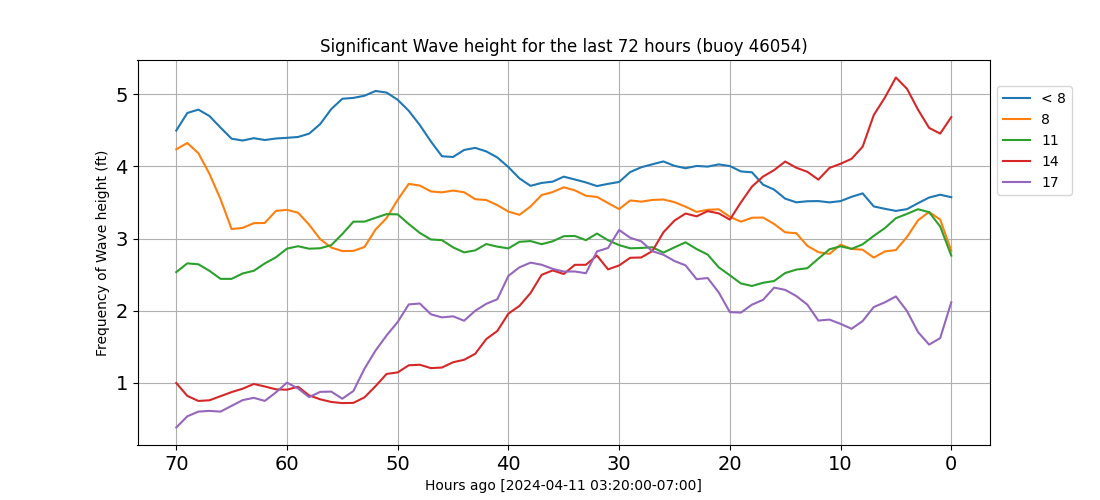 Significant Wave height for the last 72 hours (buoy 46054)
Frequency of Wave height (ft)
5
4
3
2
1
70 60 50 40 30 20 10 0
Hours ago [2024-04-11 03:20:00-07:00]
< 8
8
11
14
17